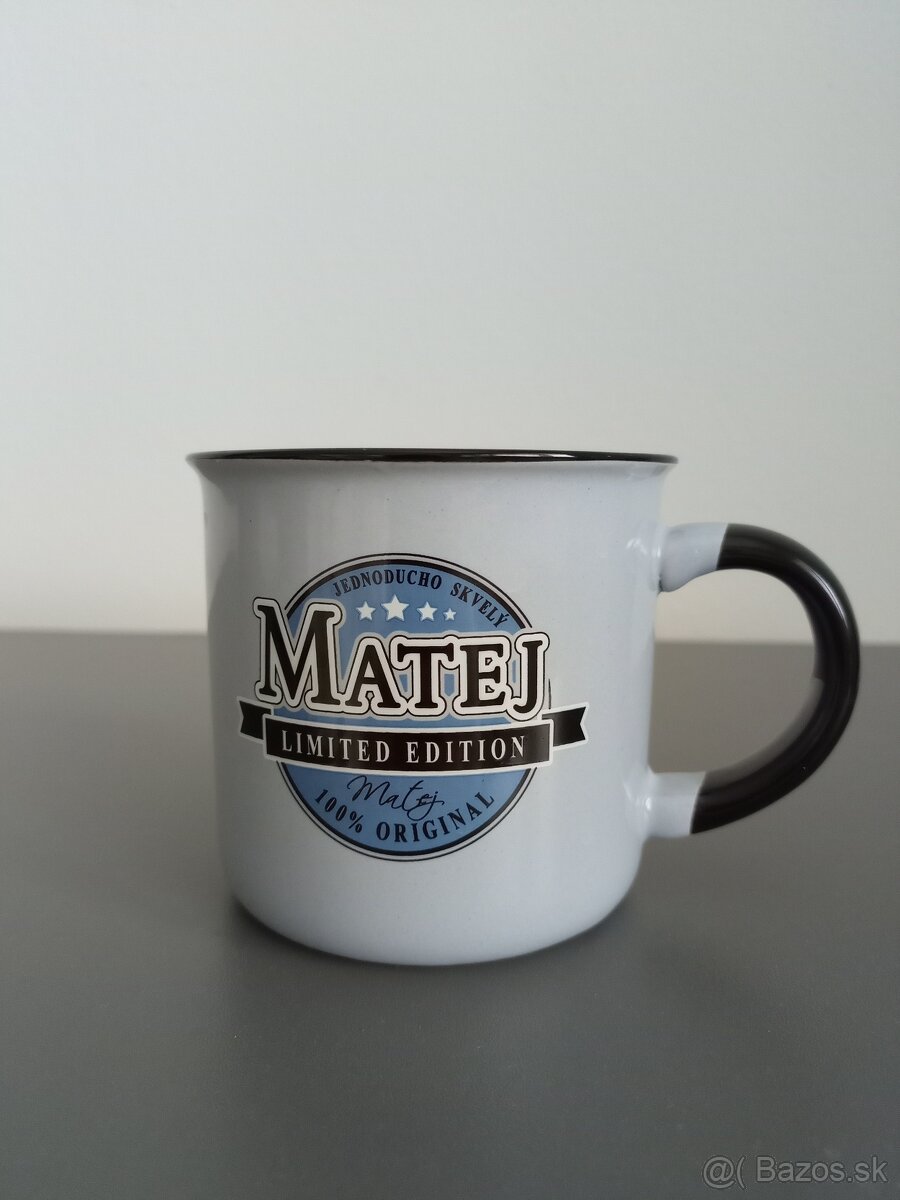 JEDNODUCHO SKVELÝ
MATEJ
LIMITED EDITION
Matej
100% ORIGINAL
@( Bazos.sk